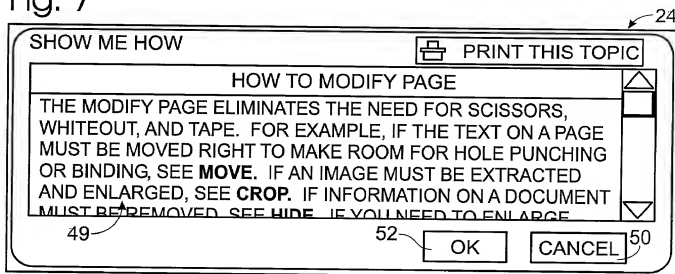 Fig. 7
24
SHOW ME HOW
PRINT THIS TOPIC
HOW TO MODIFY PAGE
THE MODIFY PAGE ELIMINATES THE NEED FOR SCISSORS,
WHITEOUT, AND TAPE. FOR EXAMPLE, IF THE TEXT ON A PAGE
MUST BE MOVED RIGHT TO MAKE ROOM FOR HOLE PUNCHING
OR BINDING, SEE MOVE. IF AN IMAGE MUST BE EXTRACTED
AND ENLARGED, SEE CROP. IF INFORMATION ON A DOCUMENT
MUST BE REMOVED, SEE HIDE. IF YOU NEED TO ENLARGE
49
52
OK
CANCEL
50